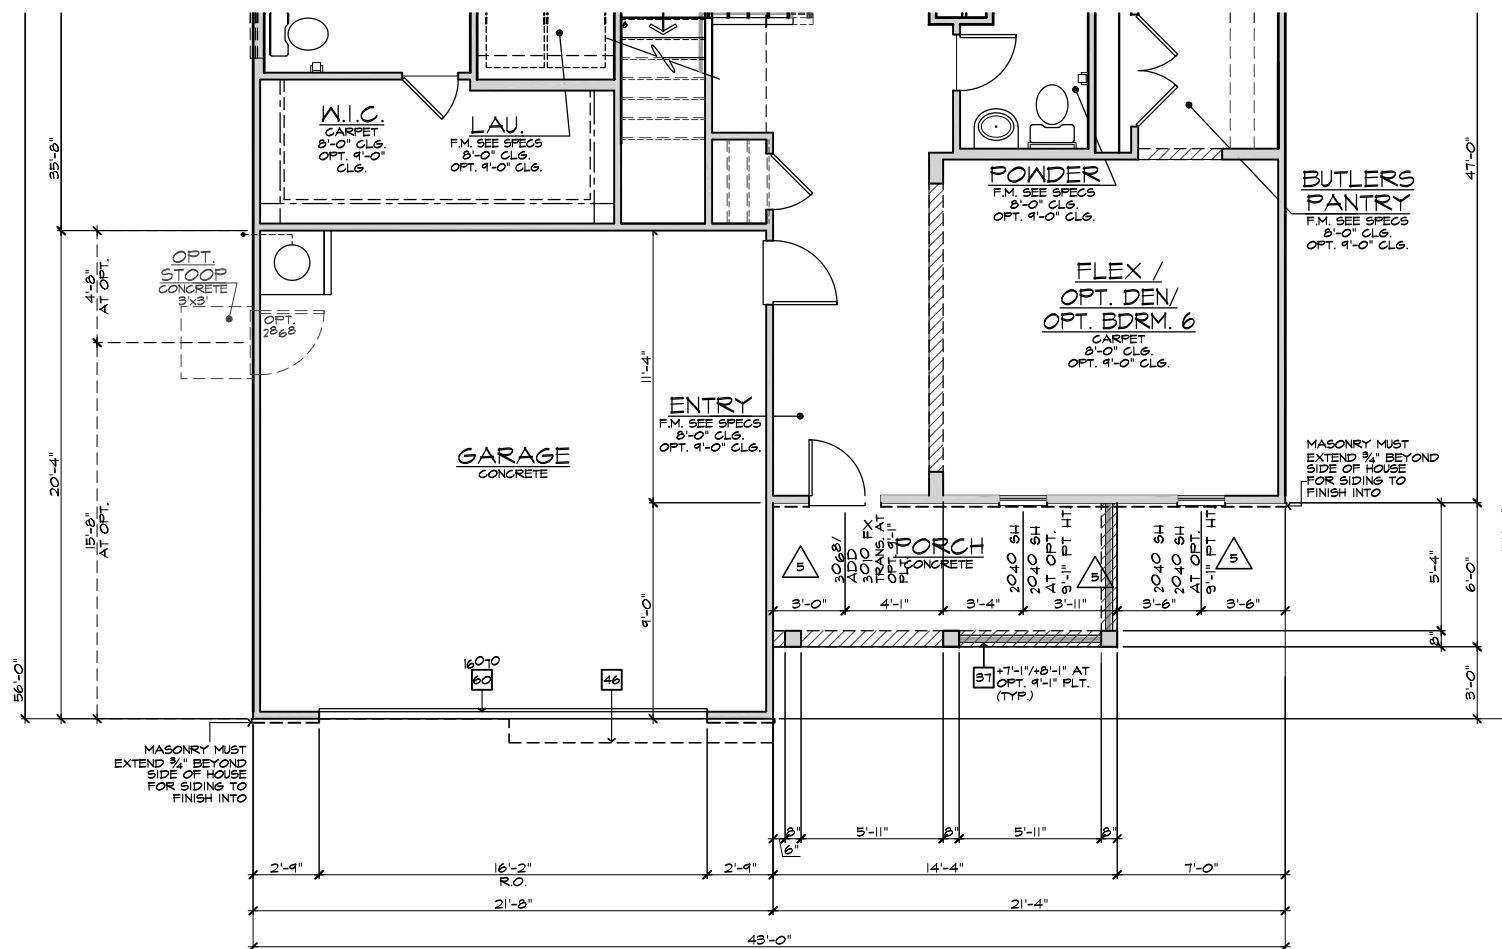 W.I.C.
CARPET
8'-0" CLG.
OPT. 9'-0"
CLG.
LAU.
F.M. SEE SPECS
8'-0" CLG.
OPT. 9'-0" CLG.
POWDER
F.M. SEE SPECS
8'-0" CLG.
OPT. 9'-0" CLG.
BUTLERS
PANTRY
F.M. SEE SPECS
8'-0" CLG.
OPT. 9'-0" CLG.
35'-8"
47'-0"
OPT.
STOOP
CONCRETE
3'x3'
4'-8"
AT OPT.
OPT.
2868
FLEX /
OPT. DEN/
OPT. BDRM. 6
CARPET
8'-0" CLG.
OPT. 9'-0" CLG.
11'-4"
ENTRY
F.M. SEE SPECS
8'-0" CLG.
OPT. 9'-0" CLG.
GARAGE
CONCRETE
20'-4"
15'-8"
AT OPT.
MASONRY MUST
EXTEND 3/4" BEYOND
SIDE OF HOUSE
FOR SIDING TO
FINISH INTO
PORCH
CONCRETE
5
3068/
ADD
3010 FX
TRANS. AT
OPT. 9'-1"
PLT.
2040 SH
2040 SH
AT OPT.
9'-1" PT HT
5
2040 SH
2040 SH
AT OPT.
9'-1" PT HT
5
5'-4"
6'-0"
9'-0"
3'-0"
4'-1"
3'-4"
3'-11"
3'-6"
3'-6"
8"
16070
60
46
37
+7'-1"/+8'-1" AT
OPT. 9'-1" PLT.
(TYP.)
3'-0"
56'-0"
MASONRY MUST
EXTEND 3/4" BEYOND
SIDE OF HOUSE
FOR SIDING TO
FINISH INTO
8"
5'-11"
8"
5'-11"
8"
6"
2'-9"
16'-2"
R.O.
2'-9"
14'-4"
7'-0"
21'-8"
21'-4"
43'-0"